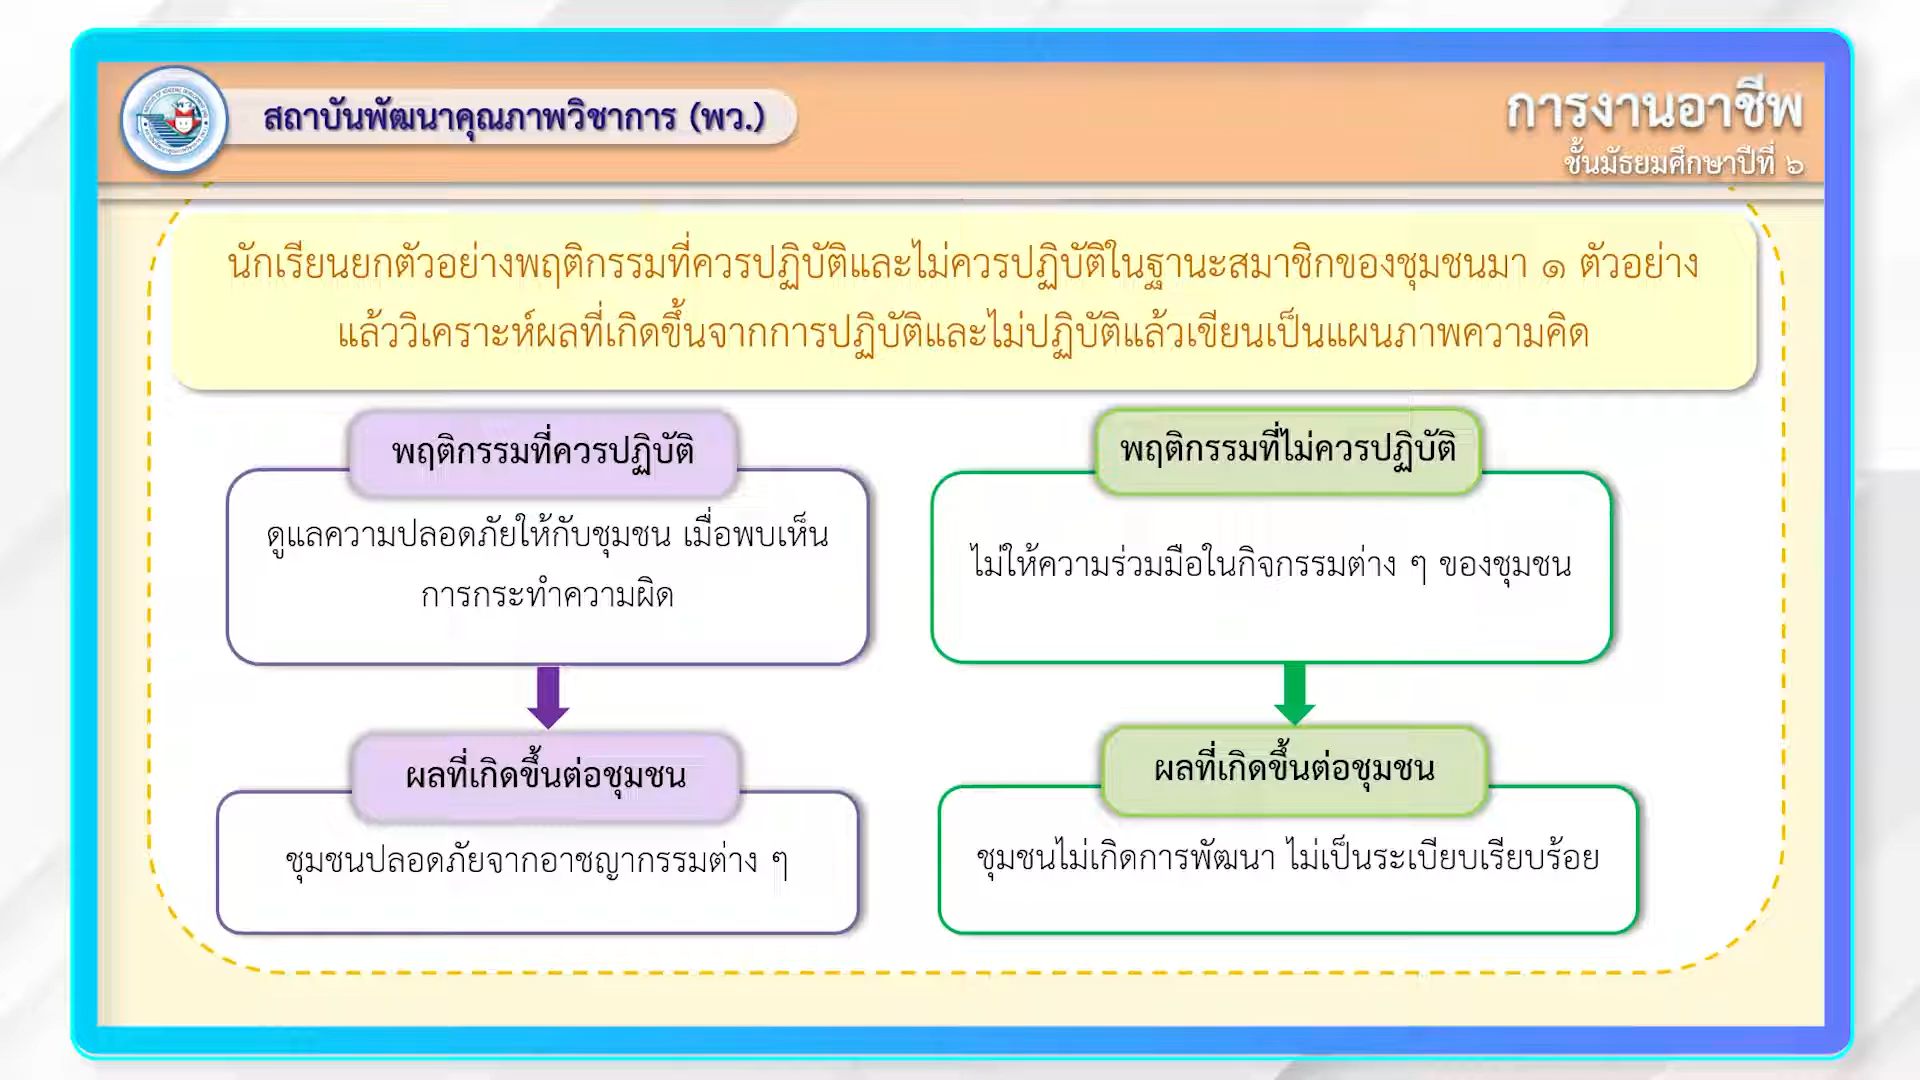 สถาบันพัฒนาคุณภาพวิชาการ (พว.)
การงานอาชีพ
ชั้นมัธยมศึกษาปีที่ ๖
นักเรียนยกตัวอย่างพฤติกรรมที่ควรปฏิบัติและไม่ควรปฏิบัติในฐานะสมาชิกของชุมชนมา ๑ ตัวอย่าง
แล้ววิเคราะห์ผลที่เกิดขึ้นจากการปฏิบัติและไม่ปฏิบัติแล้วเขียนเป็นแผนภาพความคิด
พฤติกรรมที่ควรปฏิบัติ
ดูแลความปลอดภัยให้กับชุมชน เมื่อพบเห็น
การกระทำความผิด
ผลที่เกิดขึ้นต่อชุมชน
ชุมชนปลอดภัยจากอาชญากรรมต่าง ๆ
พฤติกรรมที่ไม่ควรปฏิบัติ
ไม่ให้ความร่วมมือในกิจกรรมต่าง ๆ ของชุมชน
ผลที่เกิดขึ้นต่อชุมชน
ชุมชนไม่เกิดการพัฒนา ไม่เป็นระเบียบเรียบร้อย